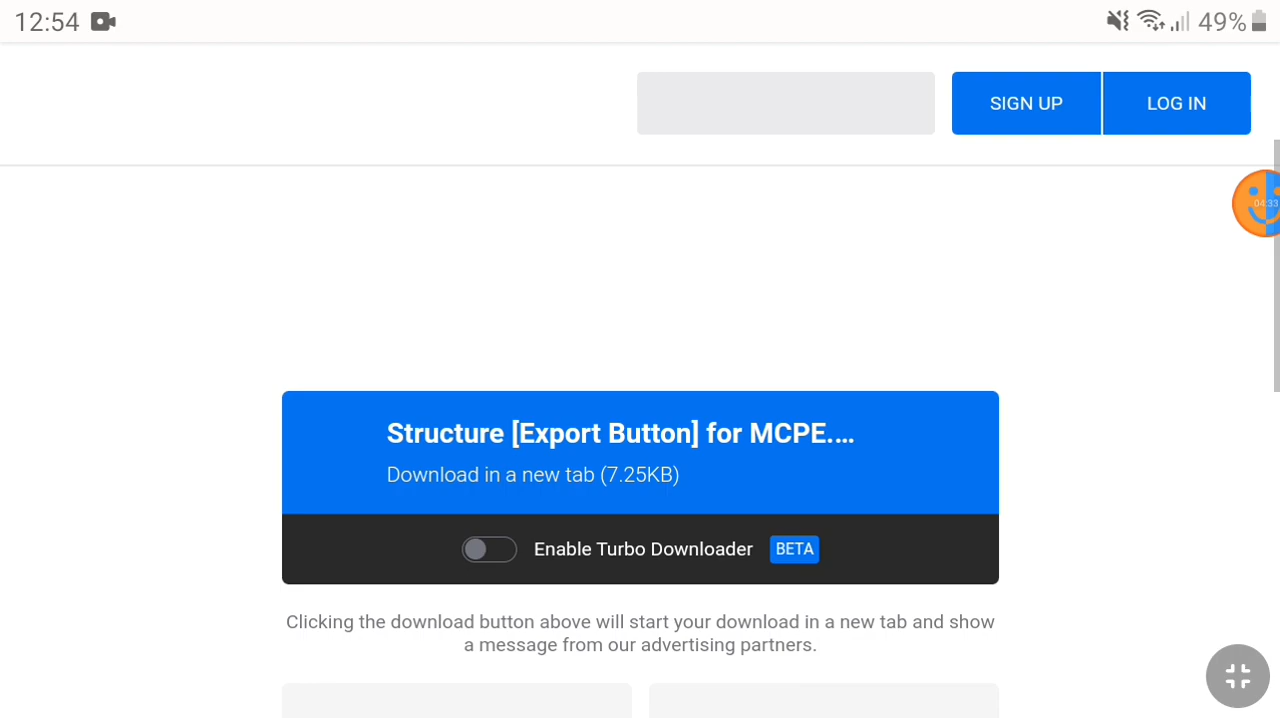 12:54
49%
SIGN UP
LOG IN
04:33
Structure [Export Button] for MCPE....
Download in a new tab (7.25KB)
Enable Turbo Downloader BETA
Clicking the download button above will start your download in a new tab and show
a message from our advertising partners.